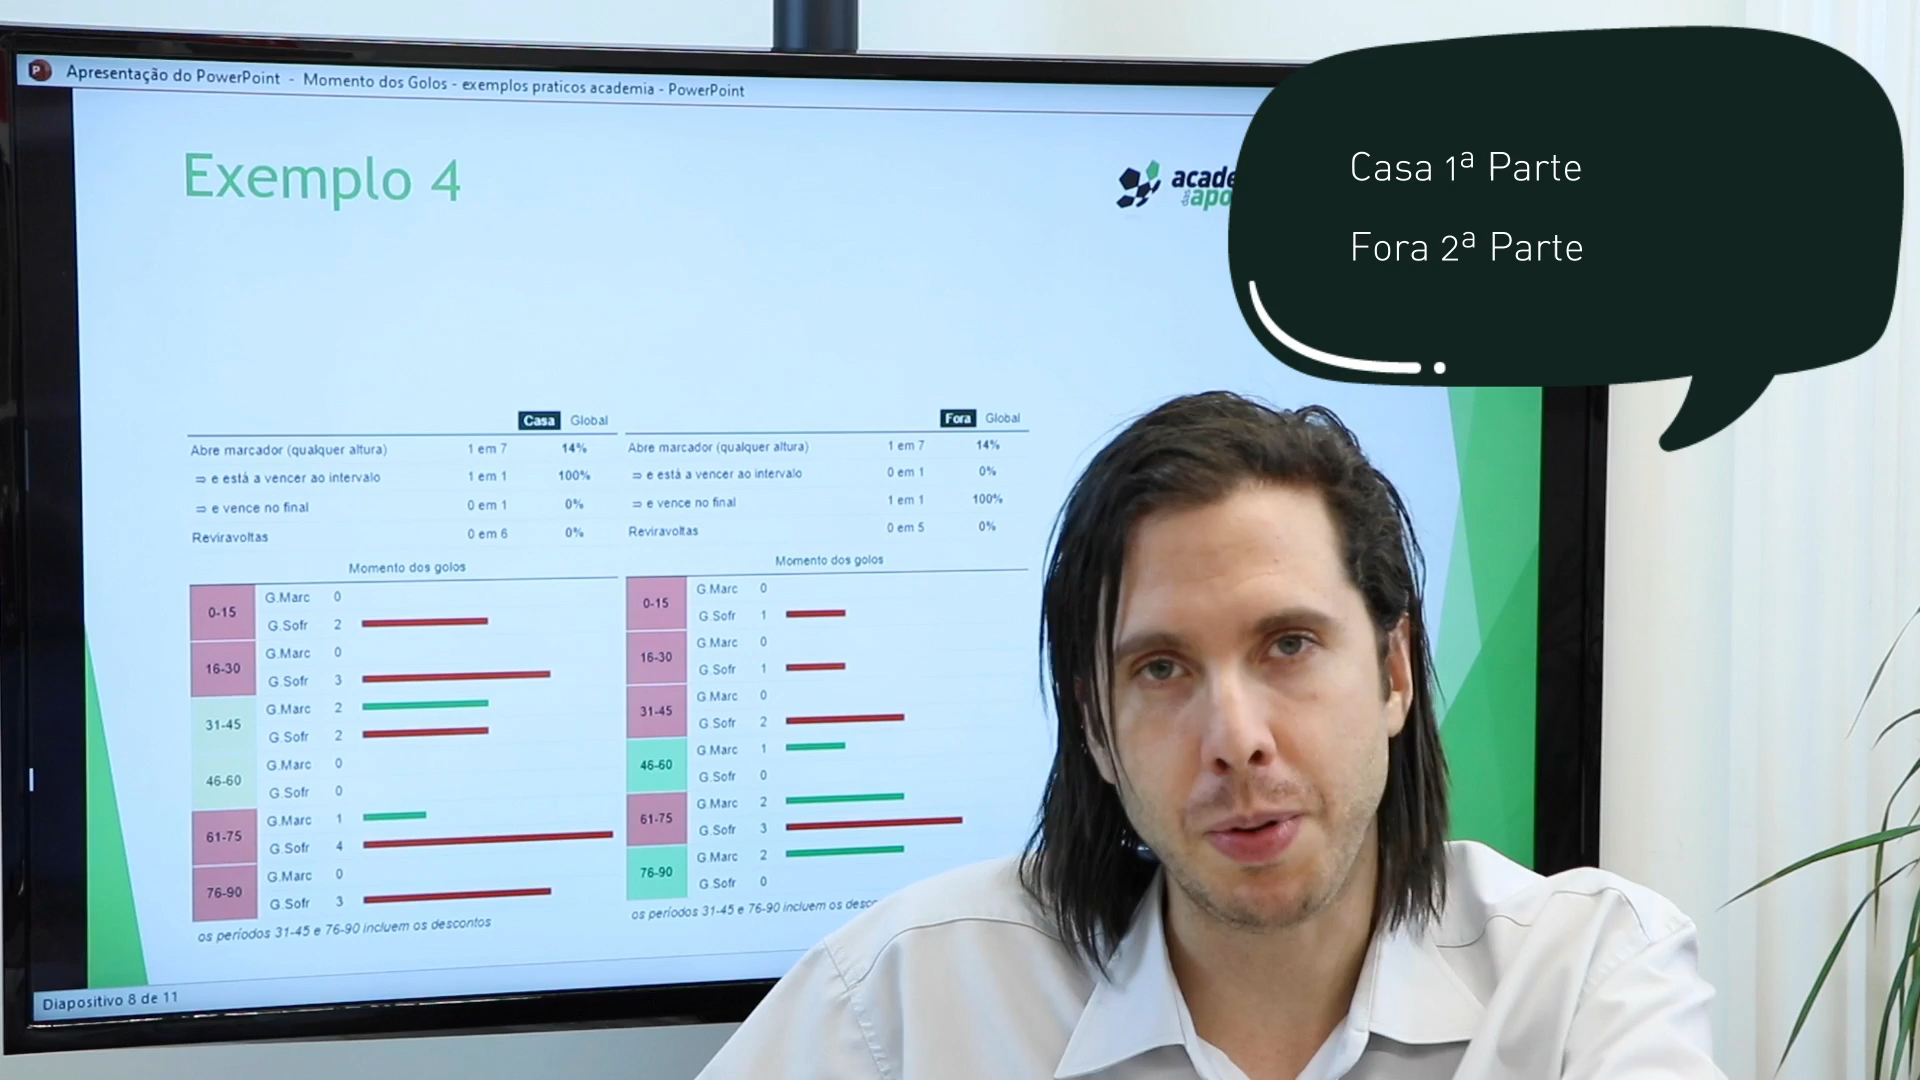 Apresentação do PowerPoint - Momento dos Golos - exemplos praticos academia - PowerPoint
Exemplo 4
Casa 1ª Parte
Fora 2ª Parte
Casa Global
Abre marcador (qualquer altura) 1 em 7 14%
⇒ e está a vencer ao intervalo 1 em 1 100%
⇒ e vence no final 0 em 1 0%
Reviravoltas 0 em 6 0%
Momento dos golos
0-15 G.Marc 0
G.Sofr 2
16-30 G.Marc 0
G.Sofr 3
31-45 G.Marc 2
G.Sofr 2
46-60 G.Marc 0
G.Sofr 0
61-75 G.Marc 1
G.Sofr 4
76-90 G.Marc 0
G.Sofr 3
os períodos 31-45 e 76-90 incluem os descontos
Fora Global
Abre marcador (qualquer altura) 1 em 7 14%
⇒ e está a vencer ao intervalo 0 em 1 0%
⇒ e vence no final 1 em 1 100%
Reviravoltas 0 em 5 0%
Momento dos golos
0-15 G.Marc 0
G.Sofr 1
16-30 G.Marc 0
G.Sofr 1
31-45 G.Marc 0
G.Sofr 2
46-60 G.Marc 1
G.Sofr 0
61-75 G.Marc 2
G.Sofr 3
76-90 G.Marc 2
G.Sofr 0
os períodos 31-45 e 76-90 incluem os
Diapositivo 8 de 11